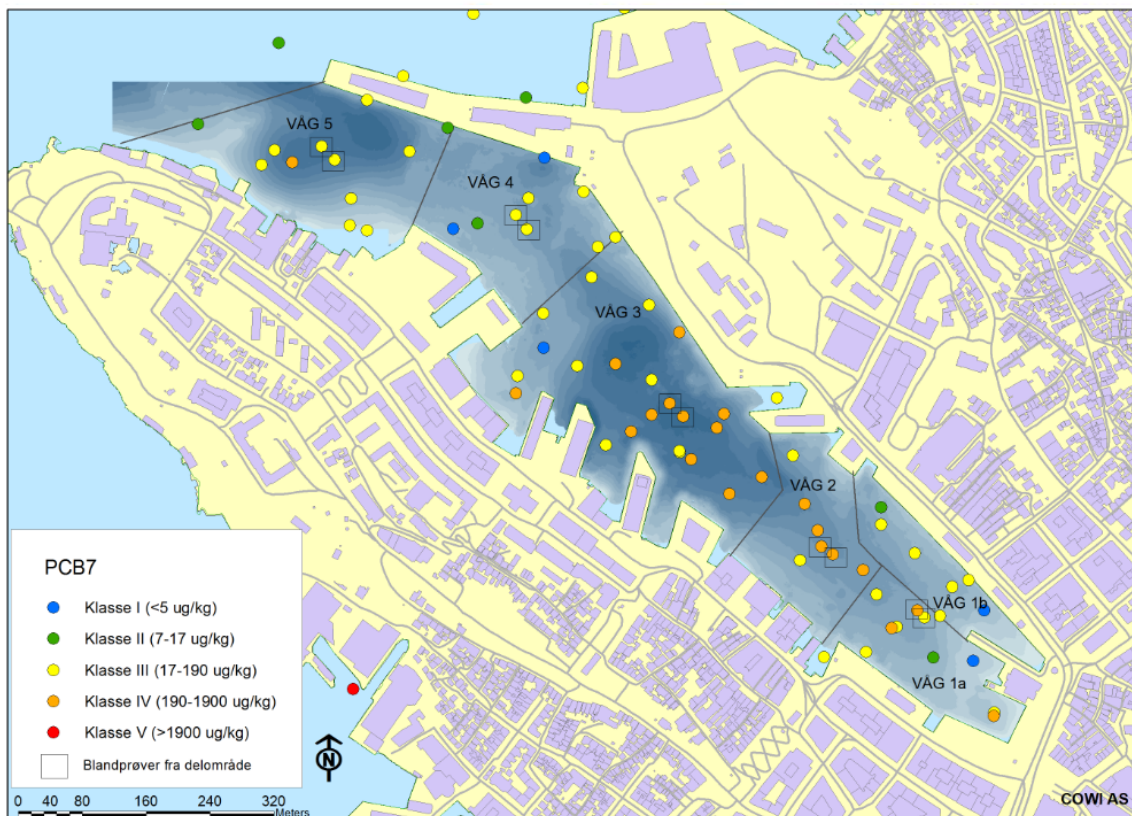 VÅG 5
VÅG 4
VÅG 3
VÅG 2
VÅG 1b
VÅG 1a
PCB7
Klasse I (<5 ug/kg)
Klasse II (7-17 ug/kg)
Klasse III (17-190 ug/kg)
Klasse IV (190-1900 ug/kg)
Klasse V (>1900 ug/kg)
Blandprøver fra delområde
N
0 40 80 160 240 320
Meters
COWI AS